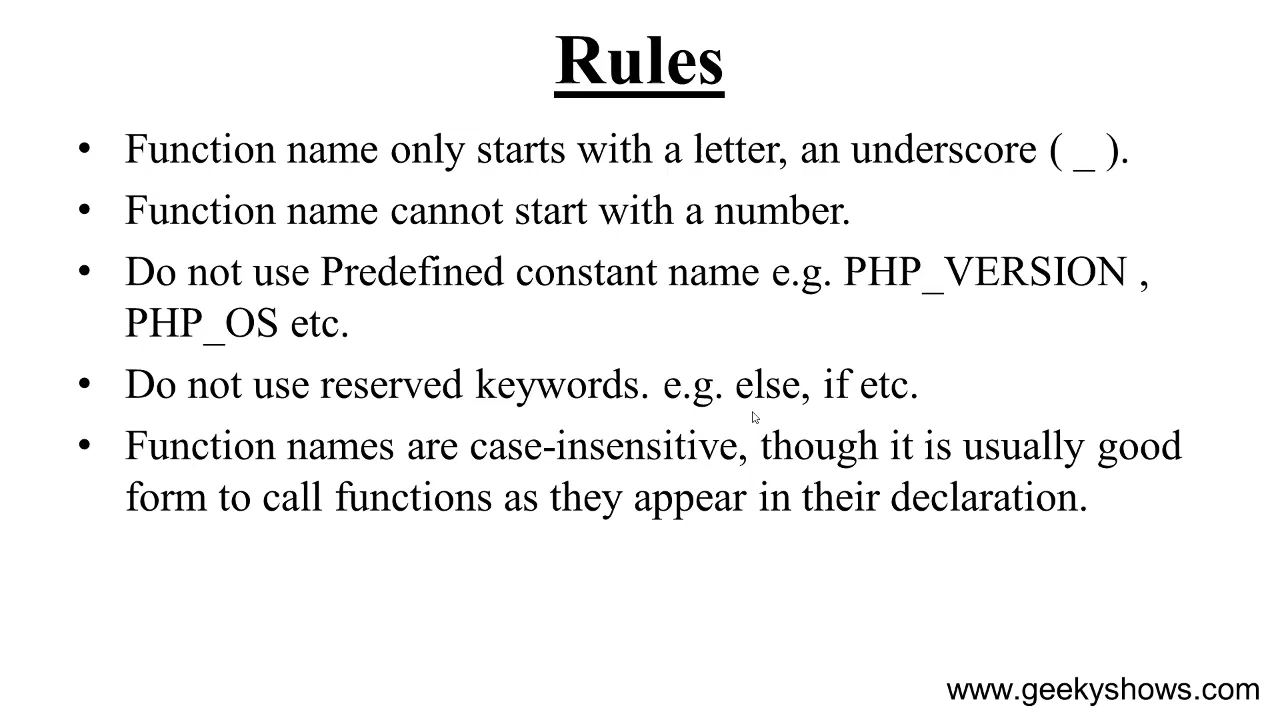 Rules
• Function name only starts with a letter, an underscore ( _ ).
• Function name cannot start with a number.
• Do not use Predefined constant name e.g. PHP_VERSION ,
PHP_OS etc.
• Do not use reserved keywords. e.g. else, if etc.
• Function names are case-insensitive, though it is usually good
form to call functions as they appear in their declaration.
www.geekyshows.com